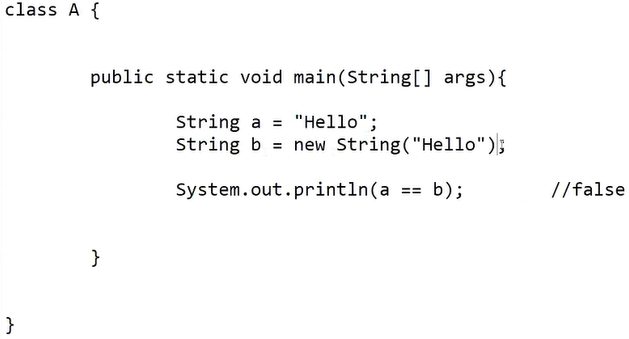 class A {
public static void main(String[] args){
String a = "Hello";
String b = new String("Hello");
System.out.println(a == b);        //false
}
}